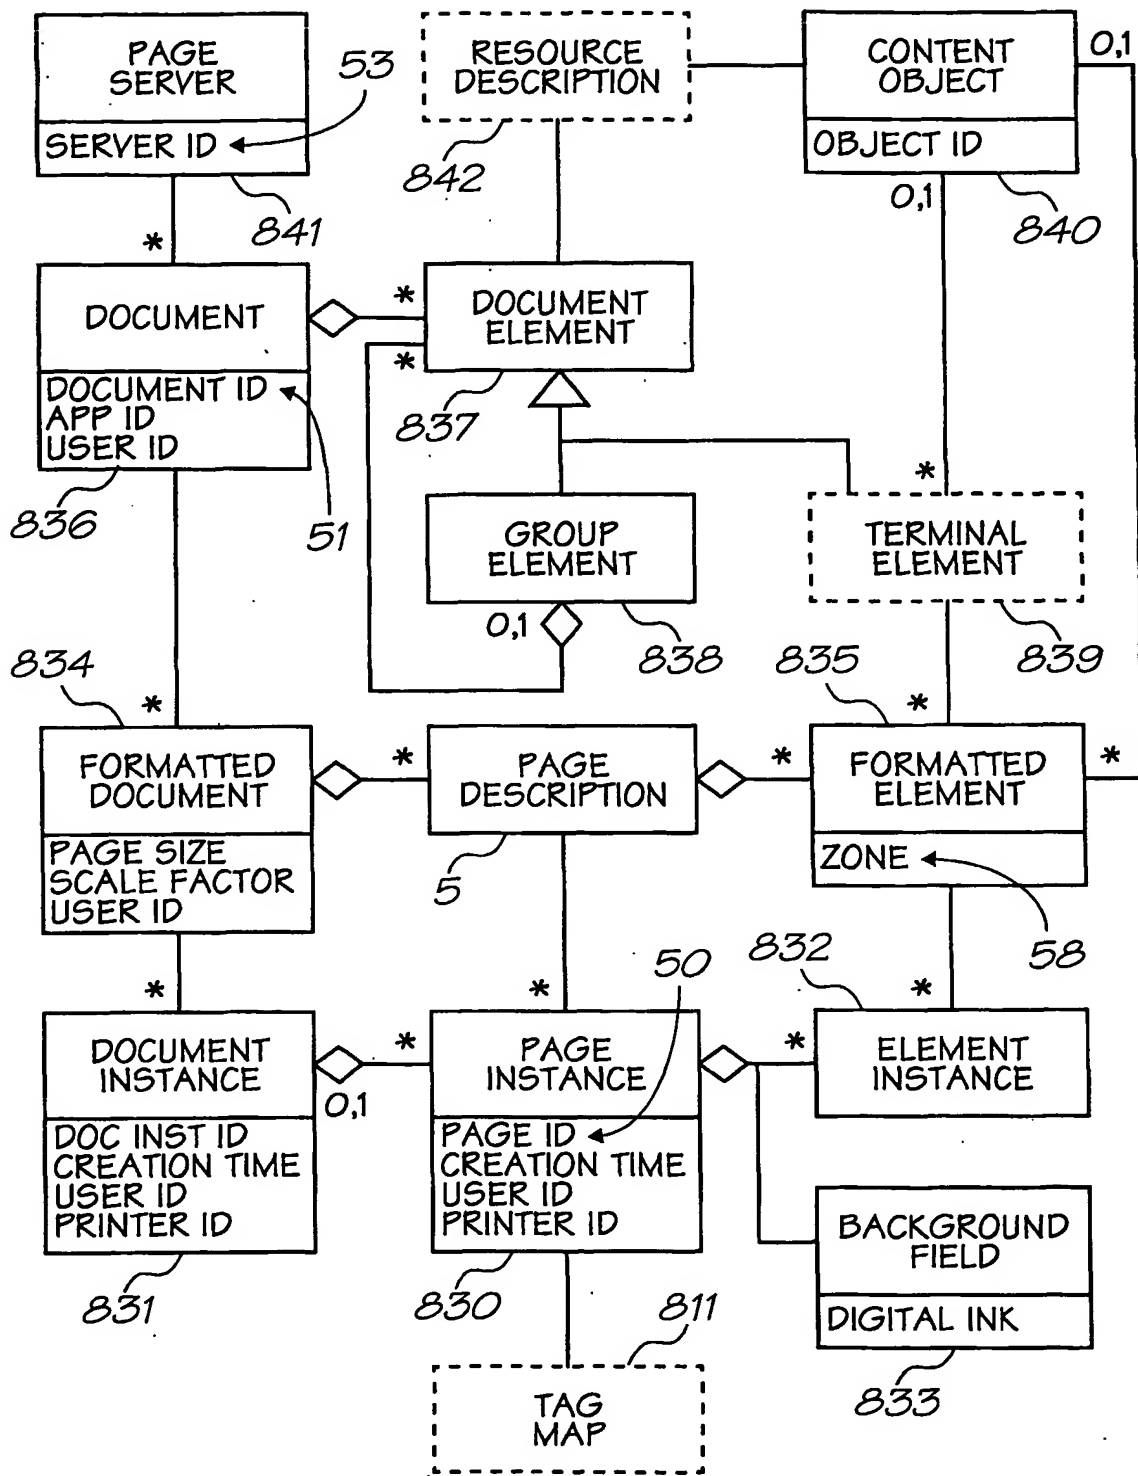 PAGE
SERVER
53
SERVER ID
841
*
RESOURCE
DESCRIPTION
842
CONTENT
OBJECT
0,1
OBJECT ID
0,1
840
DOCUMENT
DOCUMENT ID
APP ID
USER ID
836
51
*
*
DOCUMENT
ELEMENT
837
GROUP
ELEMENT
0,1
838
*
TERMINAL
ELEMENT
839
834
*
FORMATTED
DOCUMENT
PAGE SIZE
SCALE FACTOR
USER ID
*
PAGE
DESCRIPTION
5
835
*
*
*
FORMATTED
ELEMENT
ZONE
58
*
DOCUMENT
INSTANCE
0,1
DOC INST ID
CREATION TIME
USER ID
PRINTER ID
831
*
*
50
PAGE
INSTANCE
PAGE ID
CREATION TIME
USER ID
PRINTER ID
830
832
*
*
ELEMENT
INSTANCE
BACKGROUND
FIELD
DIGITAL INK
833
811
TAG
MAP